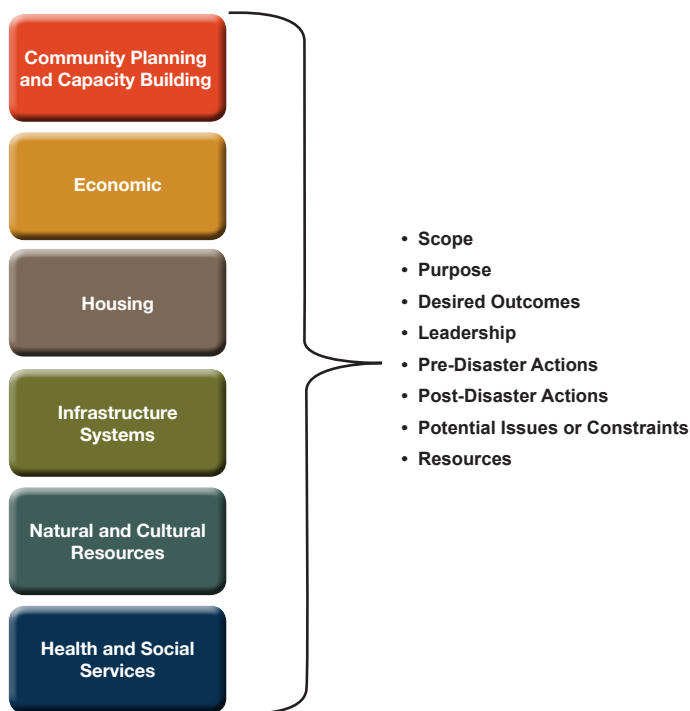 Community Planning
and Capacity Building
Economic
Housing
Infrastructure
Systems
Natural and Cultural
Resources
Health and Social
Services
• Scope
• Purpose
• Desired Outcomes
• Leadership
• Pre-Disaster Actions
• Post-Disaster Actions
• Potential Issues or Constraints
• Resources